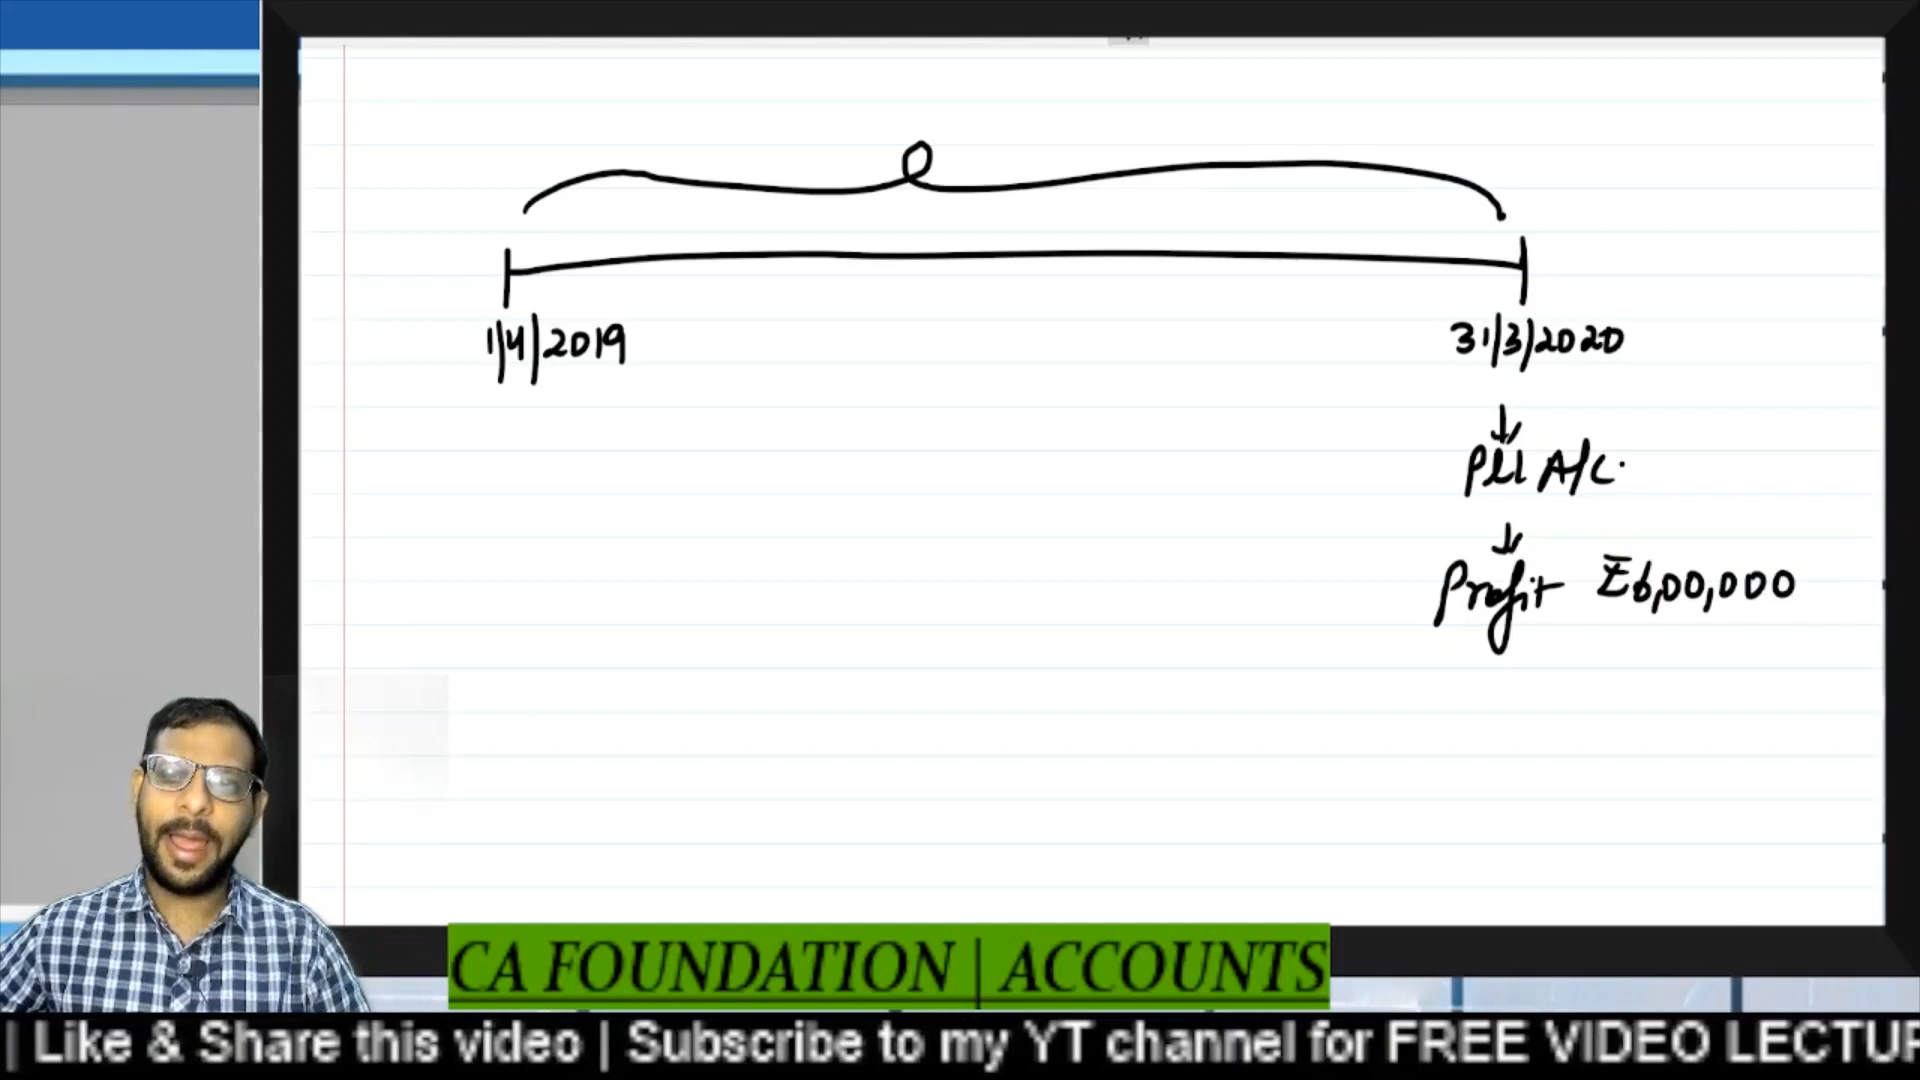 1/4/2019
31/3/2020
P&l A/c.
Profit ₹6,00,000
CA FOUNDATION | ACCOUNTS
| Like & Share this video | Subscribe to my YT channel for FREE VIDEO LECTUR